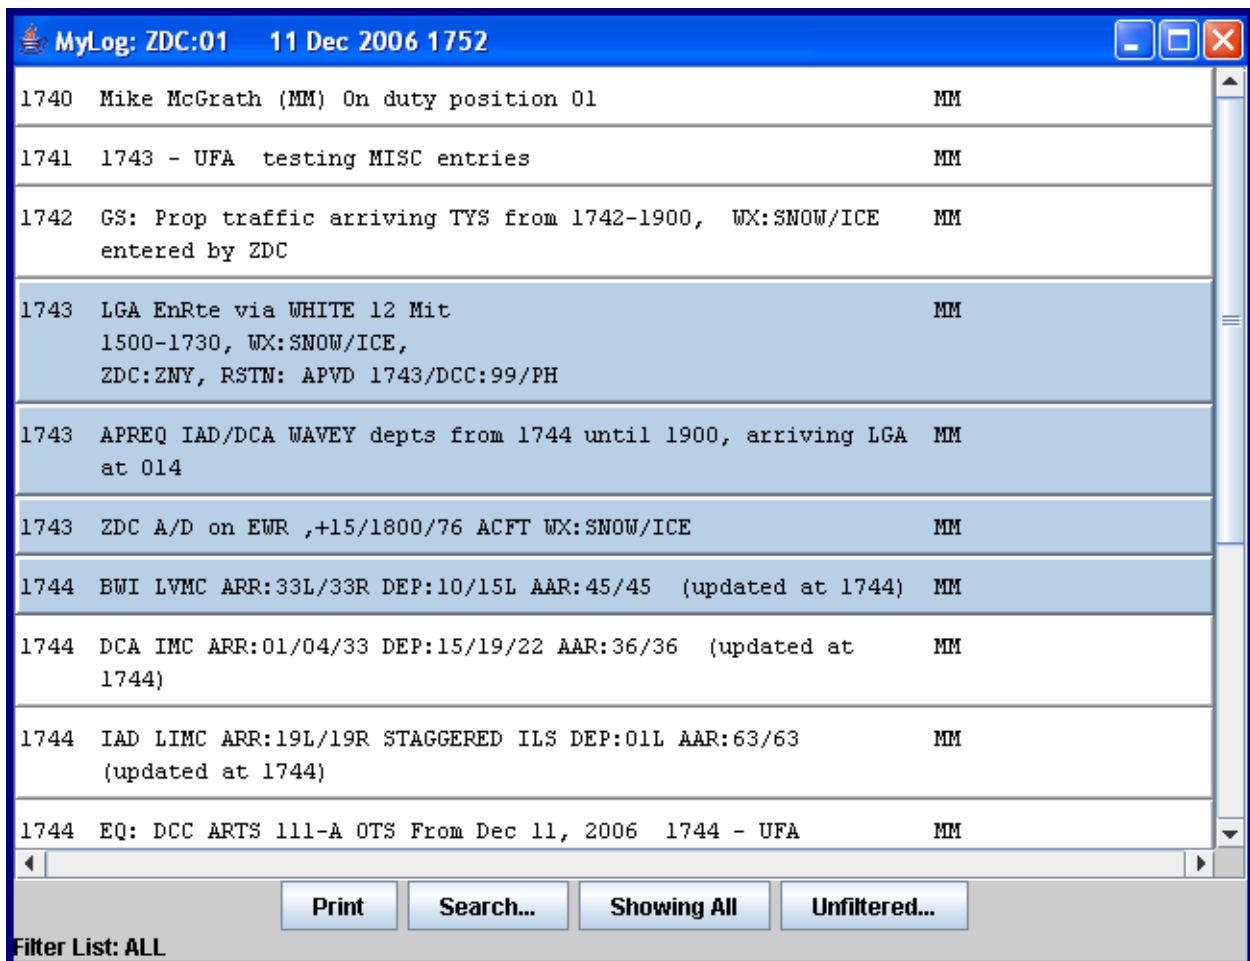 MyLog: ZDC:01 11 Dec 2006 1752
1740 Mike McGrath (MM) On duty position 01 MM
1741 1743 - UFA testing MISC entries MM
1742 GS: Prop traffic arriving TYS from 1742-1900, WX:SNOW/ICE MM
entered by ZDC
1743 LGA EnRte via WHITE 12 Mit MM
1500-1730, WX:SNOW/ICE,
ZDC:ZNY, RSTN: APVD 1743/DCC:99/PH
1743 APREQ IAD/DCA WAVEY depts from 1744 until 1900, arriving LGA MM
at 014
1743 ZDC A/D on EWR ,+15/1800/76 ACFT WX:SNOW/ICE MM
1744 BWI LVMC ARR:33L/33R DEP:10/15L AAR:45/45 (updated at 1744) MM
1744 DCA IMC ARR:01/04/33 DEP:15/19/22 AAR:36/36 (updated at MM
1744)
1744 IAD LIMC ARR:19L/19R STAGGERED ILS DEP:01L AAR:63/63 MM
(updated at 1744)
1744 EQ: DCC ARTS 111-A OTS From Dec 11, 2006 1744 - UFA MM
Print Search... Showing All Unfiltered...
Filter List: ALL